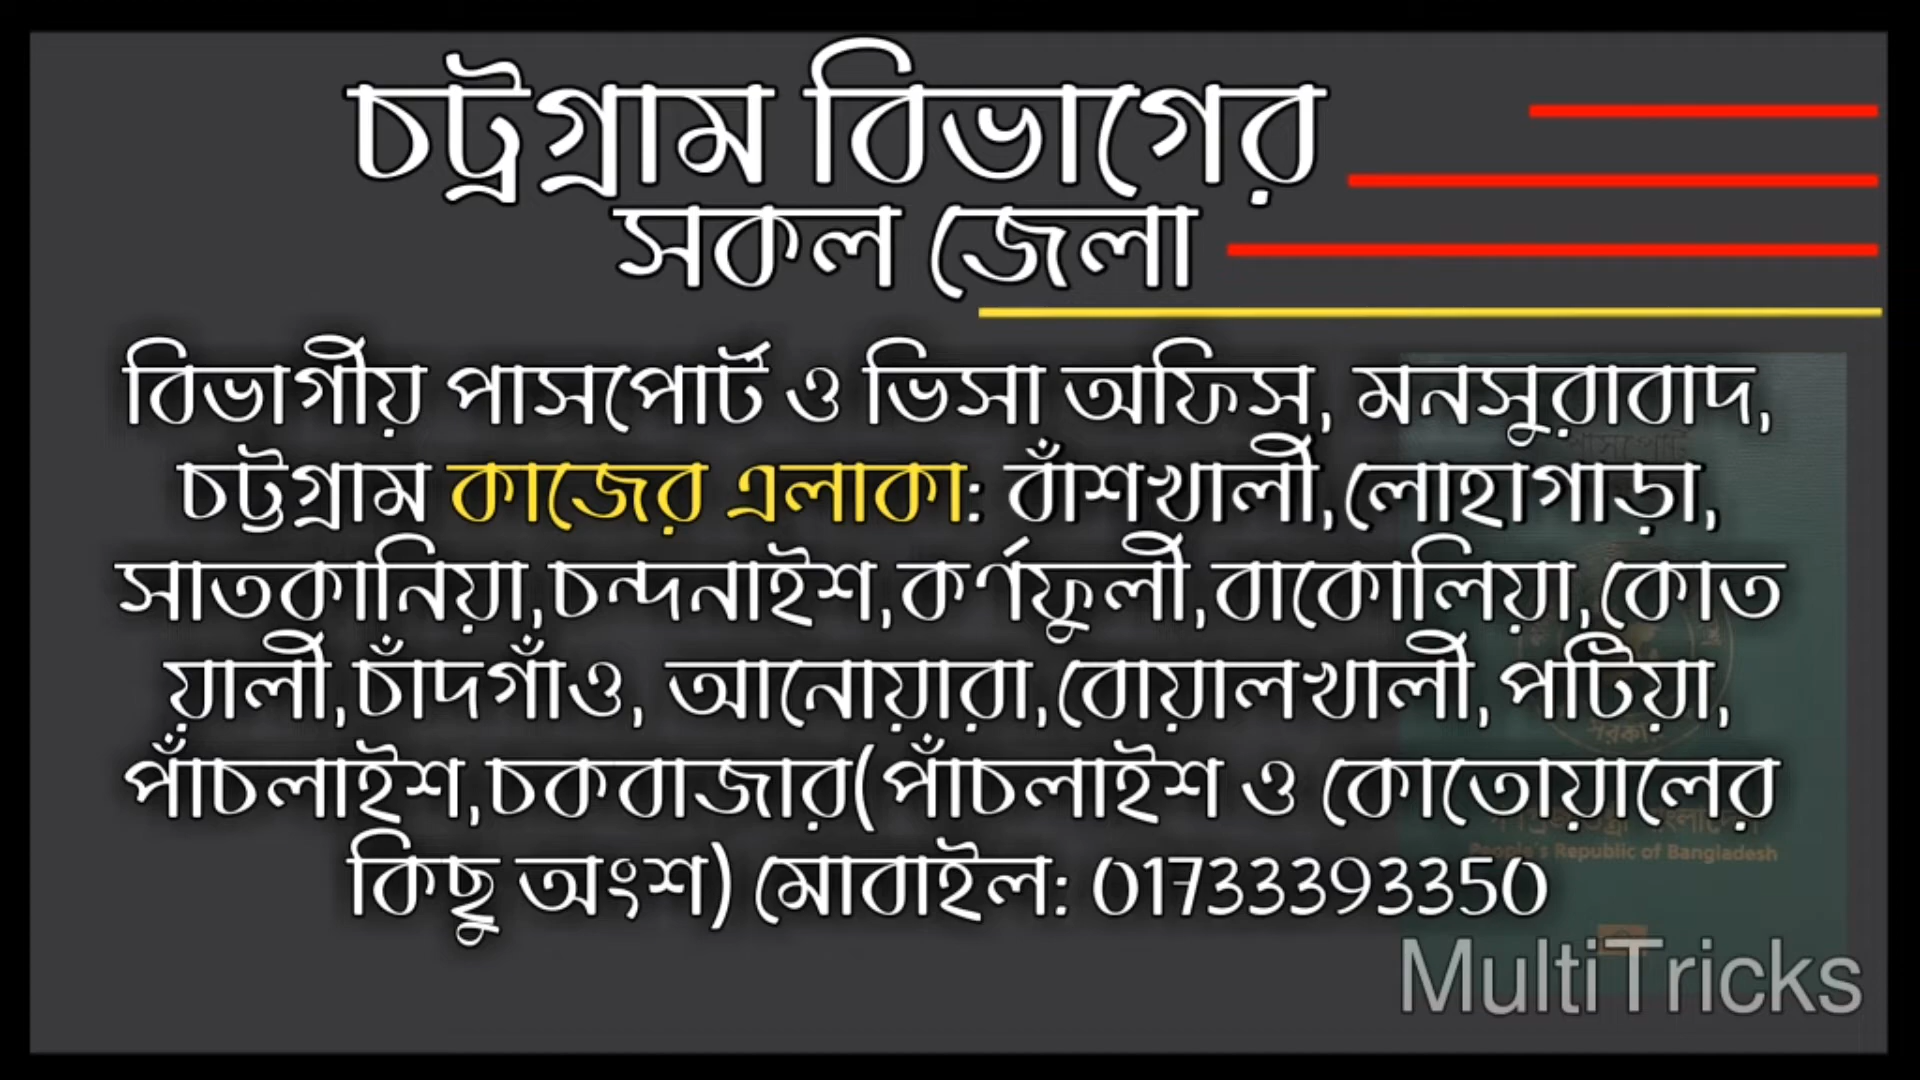 চট্রগ্রাম বিভাগের
সকল জেলা
বিভাগীয় পাসপোর্ট ও ভিসা অফিস, মনসুরাবাদ,
চট্টগ্রাম কাজের এলাকা: বাঁশখালী,লোহাগাড়া,
সাতকানিয়া,চন্দনাইশ,কর্ণফুলী,বাকোলিয়া,কোত
য়ালী,চাঁদগাঁও, আনোয়ারা,বোয়ালখালী,পটিয়া,
পাঁচলাইশ,চকবাজার(পাঁচলাইশ ও কোতোয়ালের
কিছু অংশ) মোবাইল: 01733393350
People's Republic of Bangladesh
MultiTricks